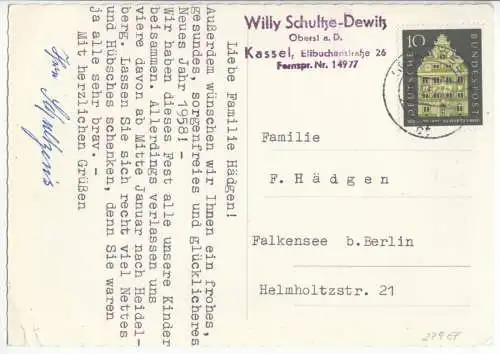 Willy Schultze-Dewitz
Oberst a. D.
Kassel, Eilbuchenstraße 26
Fernspr. Nr. 14977
10
DEUTSCHE
BUNDESPOST
Familie
F. Hädgen
Falkensee b.Berlin
Helmholtzstr. 21
Liebe Familie Hädgen!
Außerdem wünschen wir Ihnen ein frohes,
gesundes, sorgenfreies und glückliches
Neues Jahr 1958!
Wir haben dieses Fest alle unsere Kinder
beisammen. Allerdings verlassen uns
viere davon ab Mitte Januar nach Heidel-
berg. Lassen Sie sich recht viel Nettes
und Hübsches schenken, denn Sie waren
ja alle sehr brav. -
Mit herzlichen Grüßen